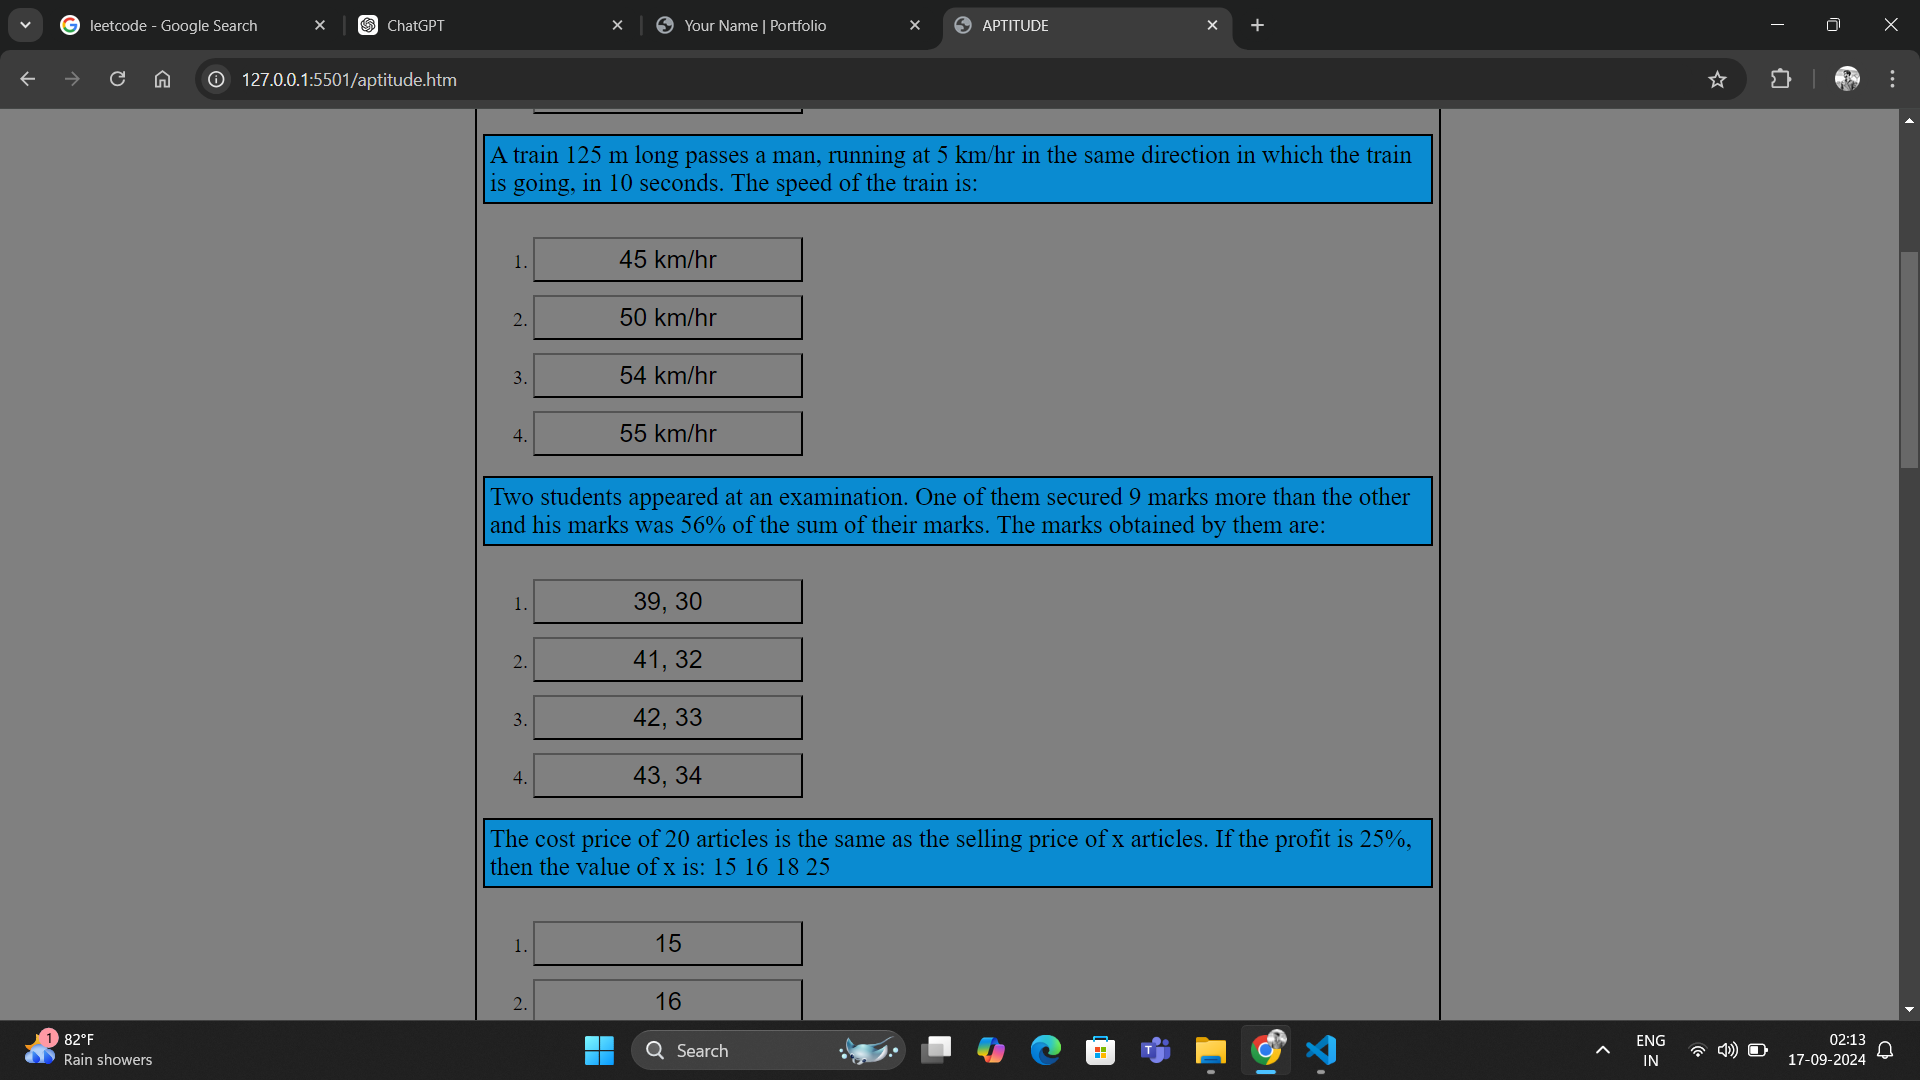 leetcode - Google Search
ChatGPT
Your Name | Portfolio
APTITUDE
127.0.0.1:5501/aptitude.htm
A train 125 m long passes a man, running at 5 km/hr in the same direction in which the train
is going, in 10 seconds. The speed of the train is:
1. 45 km/hr
2. 50 km/hr
3. 54 km/hr
4. 55 km/hr
Two students appeared at an examination. One of them secured 9 marks more than the other
and his marks was 56% of the sum of their marks. The marks obtained by them are:
1. 39, 30
2. 41, 32
3. 42, 33
4. 43, 34
The cost price of 20 articles is the same as the selling price of x articles. If the profit is 25%,
then the value of x is: 15 16 18 25
1. 15
2. 16
1
82°F
Rain showers
Search
ENG
IN
02:13
17-09-2024